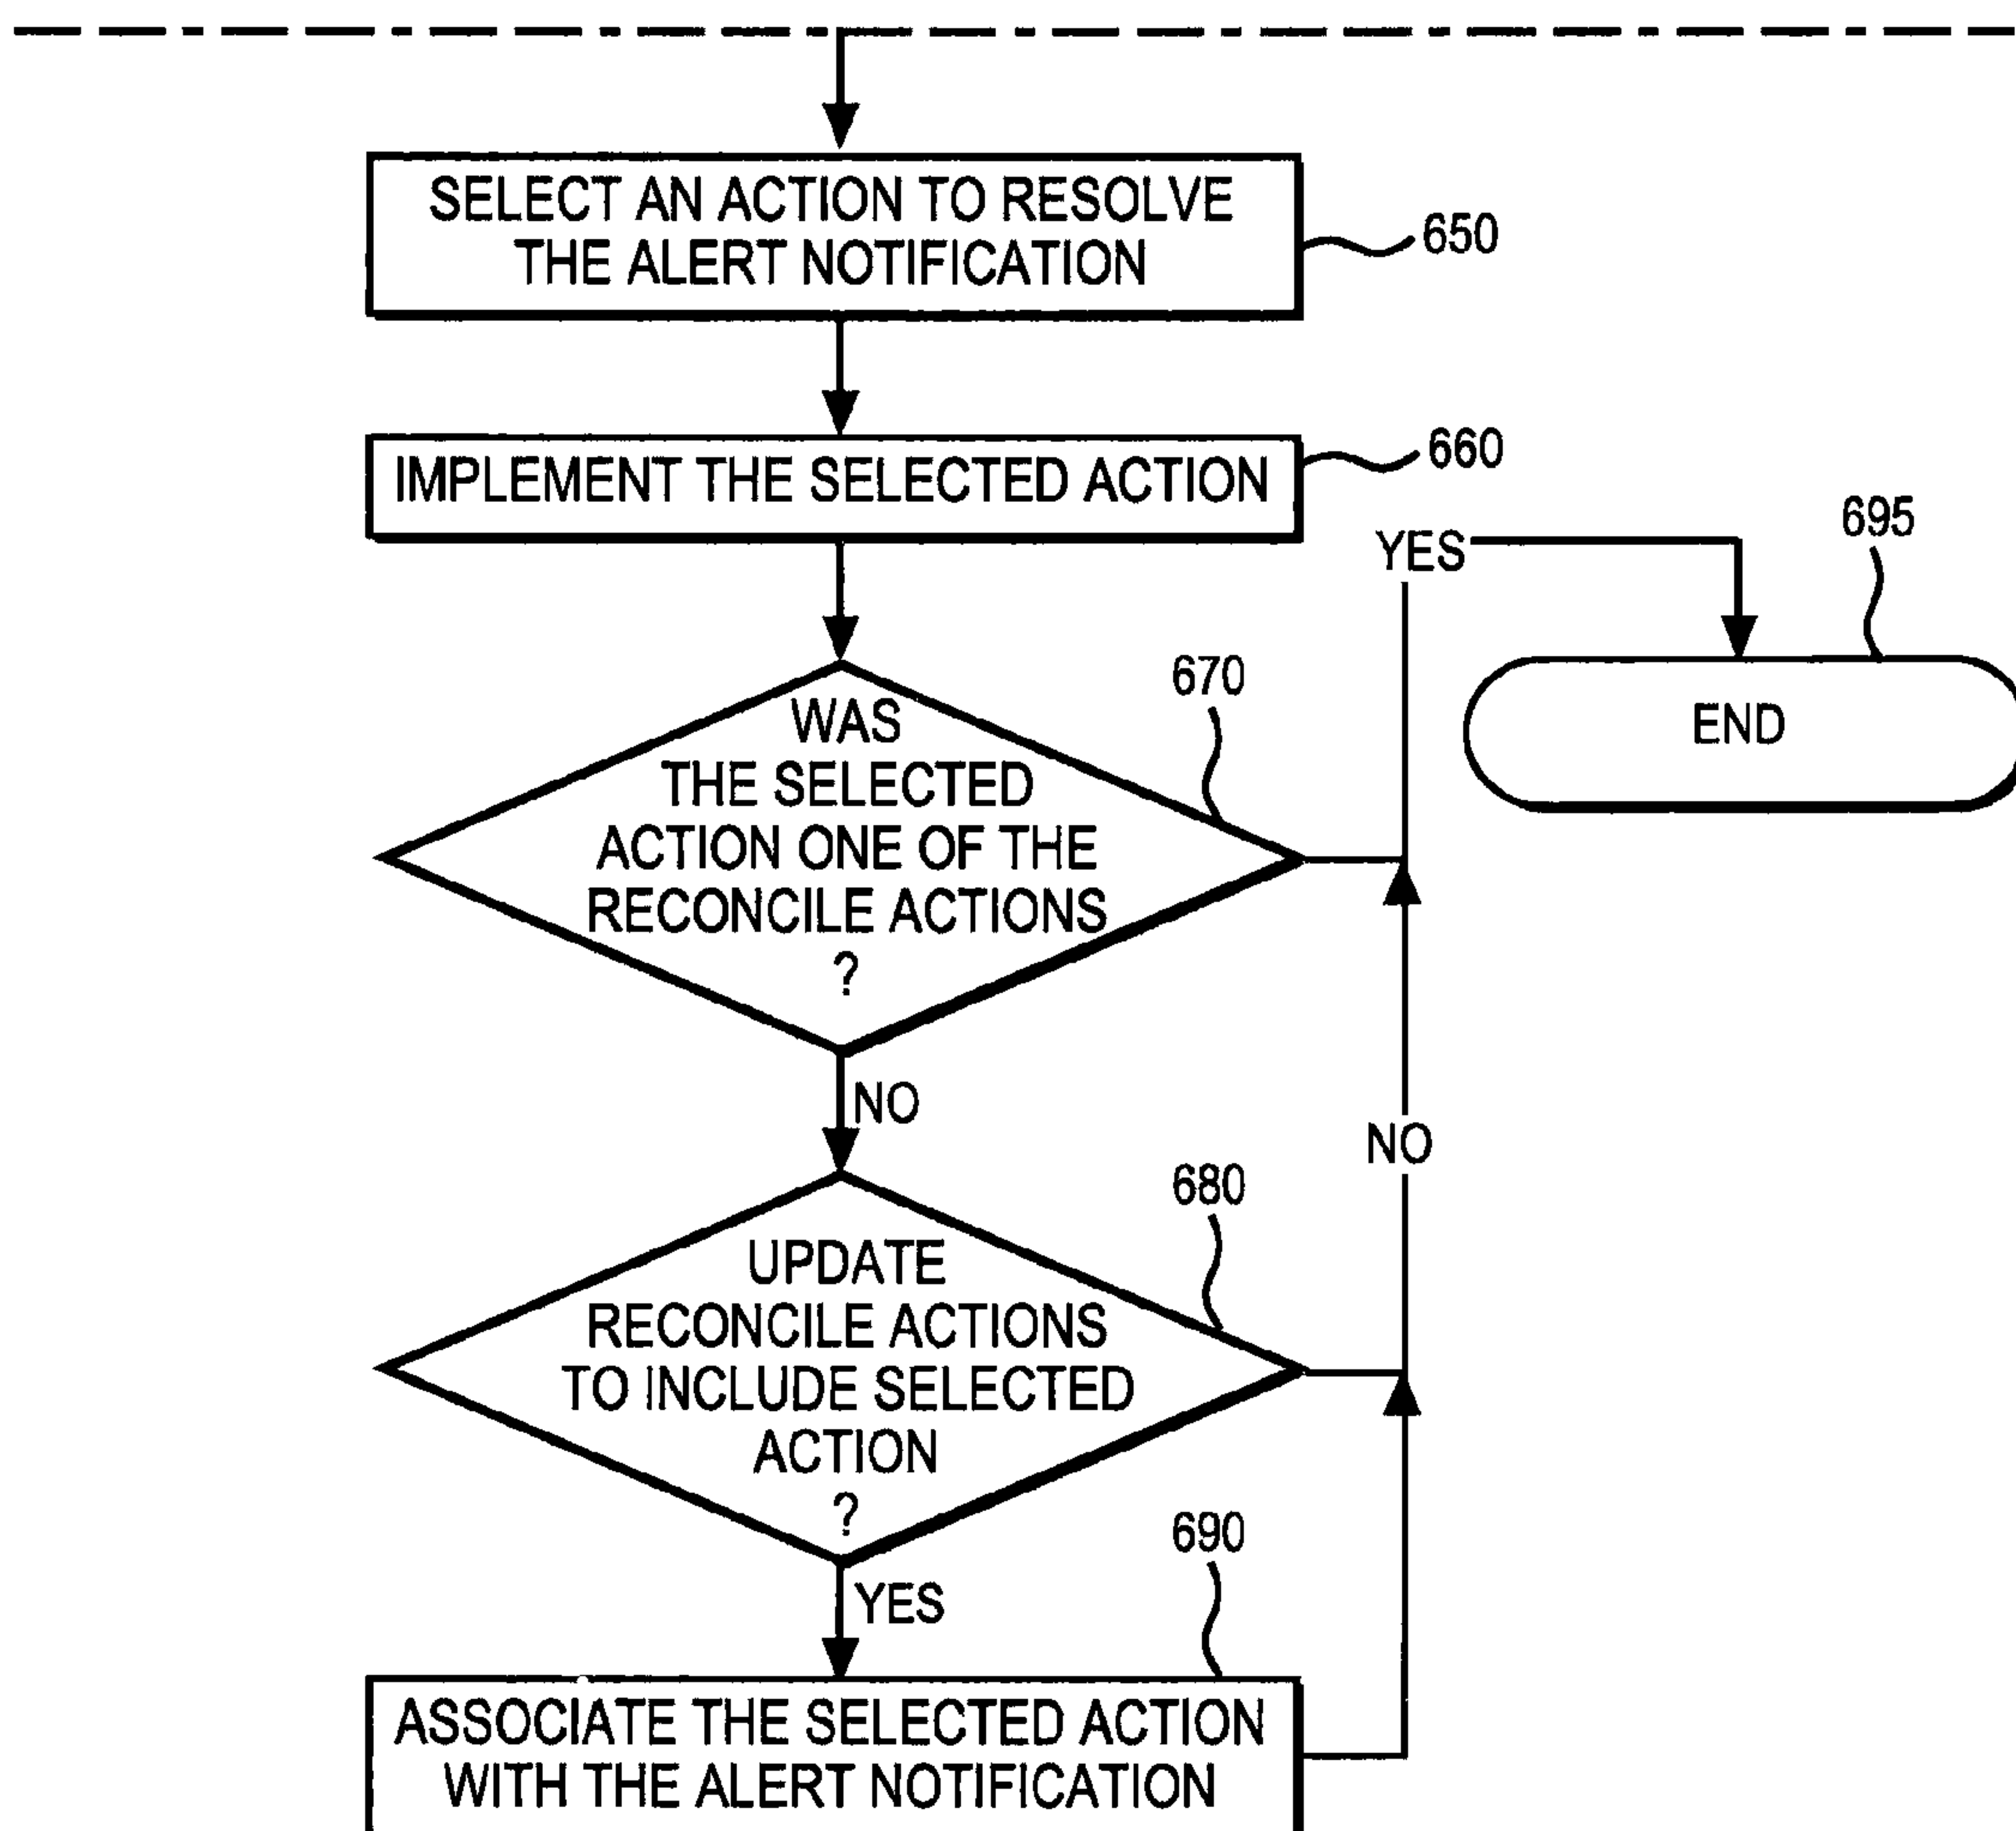 SELECT AN ACTION TO RESOLVE
THE ALERT NOTIFICATION
650
IMPLEMENT THE SELECTED ACTION
660
YES
695
END
670
WAS
THE SELECTED
ACTION ONE OF THE
RECONCILE ACTIONS
?
NO
NO
680
UPDATE
RECONCILE ACTIONS
TO INCLUDE SELECTED
ACTION
?
YES
690
ASSOCIATE THE SELECTED ACTION
WITH THE ALERT NOTIFICATION